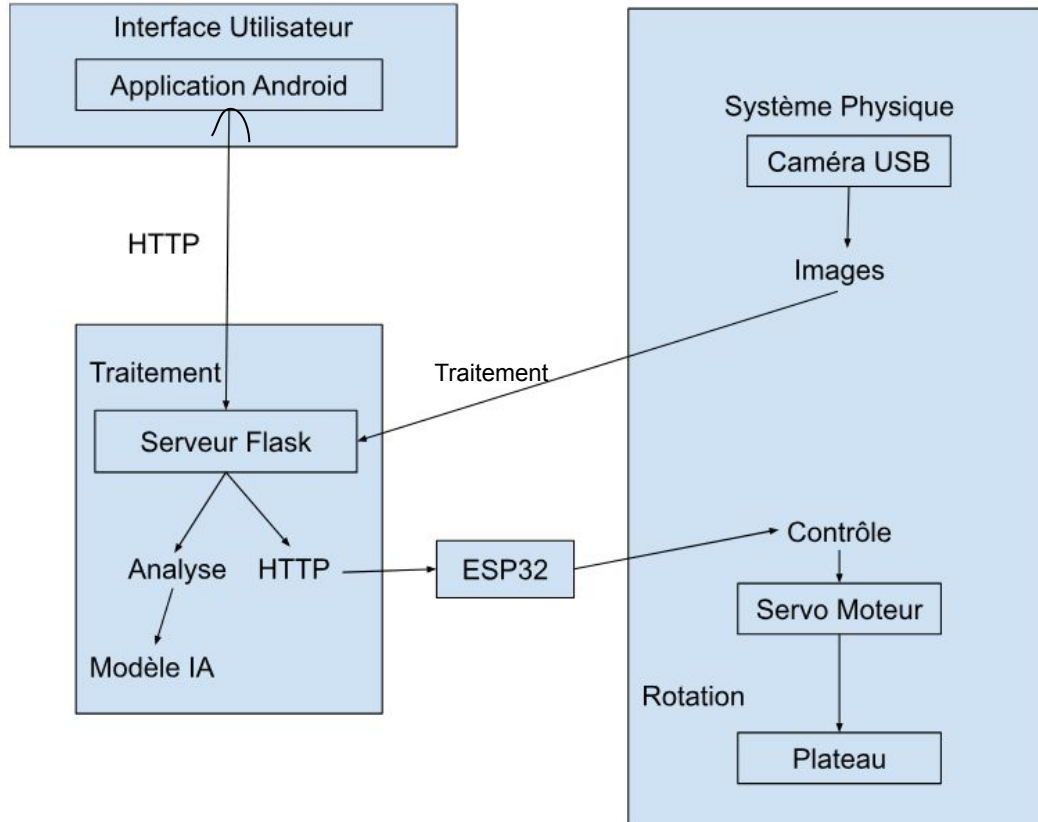 Interface Utilisateur
Application Android
HTTP
Traitement
Serveur Flask
Analyse
HTTP
Modèle IA
Traitement
ESP32
Système Physique
Caméra USB
Images
Contrôle
Servo Moteur
Rotation
Plateau